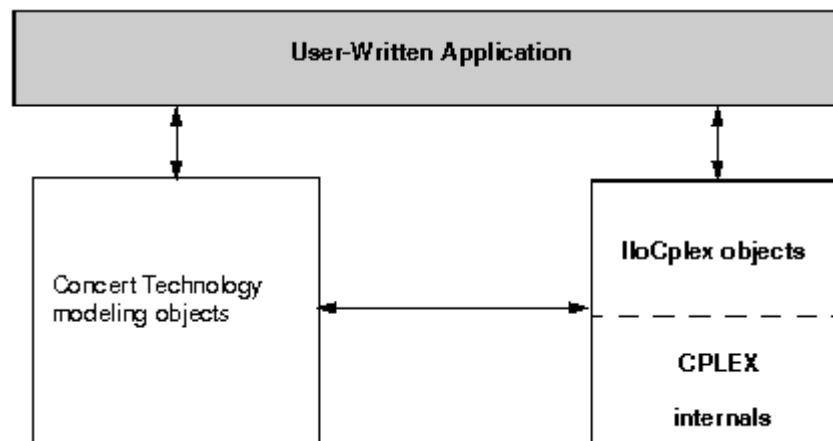 User-Written Application
Concert Technology
modeling objects
IloCplex objects
CPLEX
internals